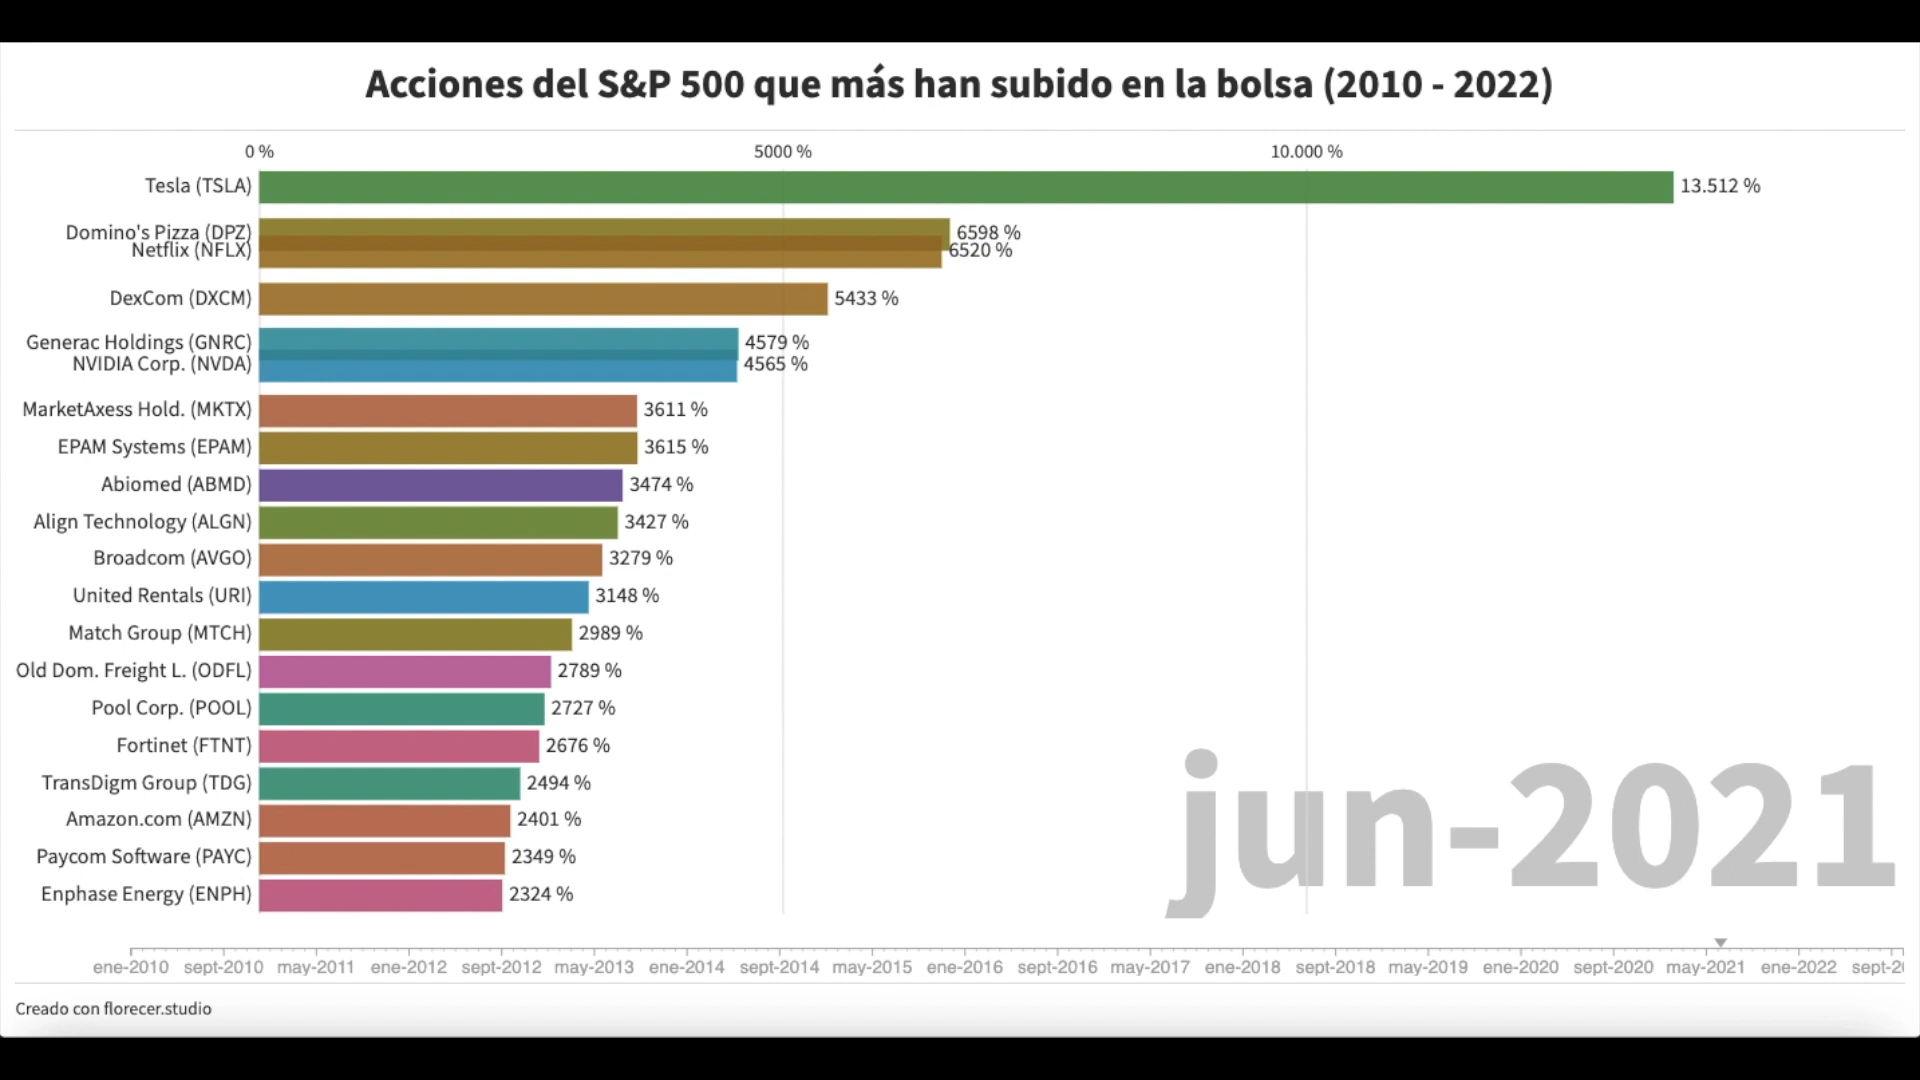 Acciones del S&P 500 que más han subido en la bolsa (2010 - 2022)
0 % 5000 % 10.000 %
Tesla (TSLA) 13.512 %
Domino's Pizza (DPZ) 6598 %
Netflix (NFLX) 6520 %
DexCom (DXCM) 5433 %
Generac Holdings (GNRC) 4579 %
NVIDIA Corp. (NVDA) 4565 %
MarketAxess Hold. (MKTX) 3611 %
EPAM Systems (EPAM) 3615 %
Abiomed (ABMD) 3474 %
Align Technology (ALGN) 3427 %
Broadcom (AVGO) 3279 %
United Rentals (URI) 3148 %
Match Group (MTCH) 2989 %
Old Dom. Freight L. (ODFL) 2789 %
Pool Corp. (POOL) 2727 %
Fortinet (FTNT) 2676 %
TransDigm Group (TDG) 2494 %
Amazon.com (AMZN) 2401 %
Paycom Software (PAYC) 2349 %
Enphase Energy (ENPH) 2324 %
jun-2021
ene-2010 sept-2010 may-2011 ene-2012 sept-2012 may-2013 ene-2014 sept-2014 may-2015 ene-2016 sept-2016 may-2017 ene-2018 sept-2018 may-2019 ene-2020 sept-2020 may-2021 ene-2022 sept-2
Creado con florecer.studio